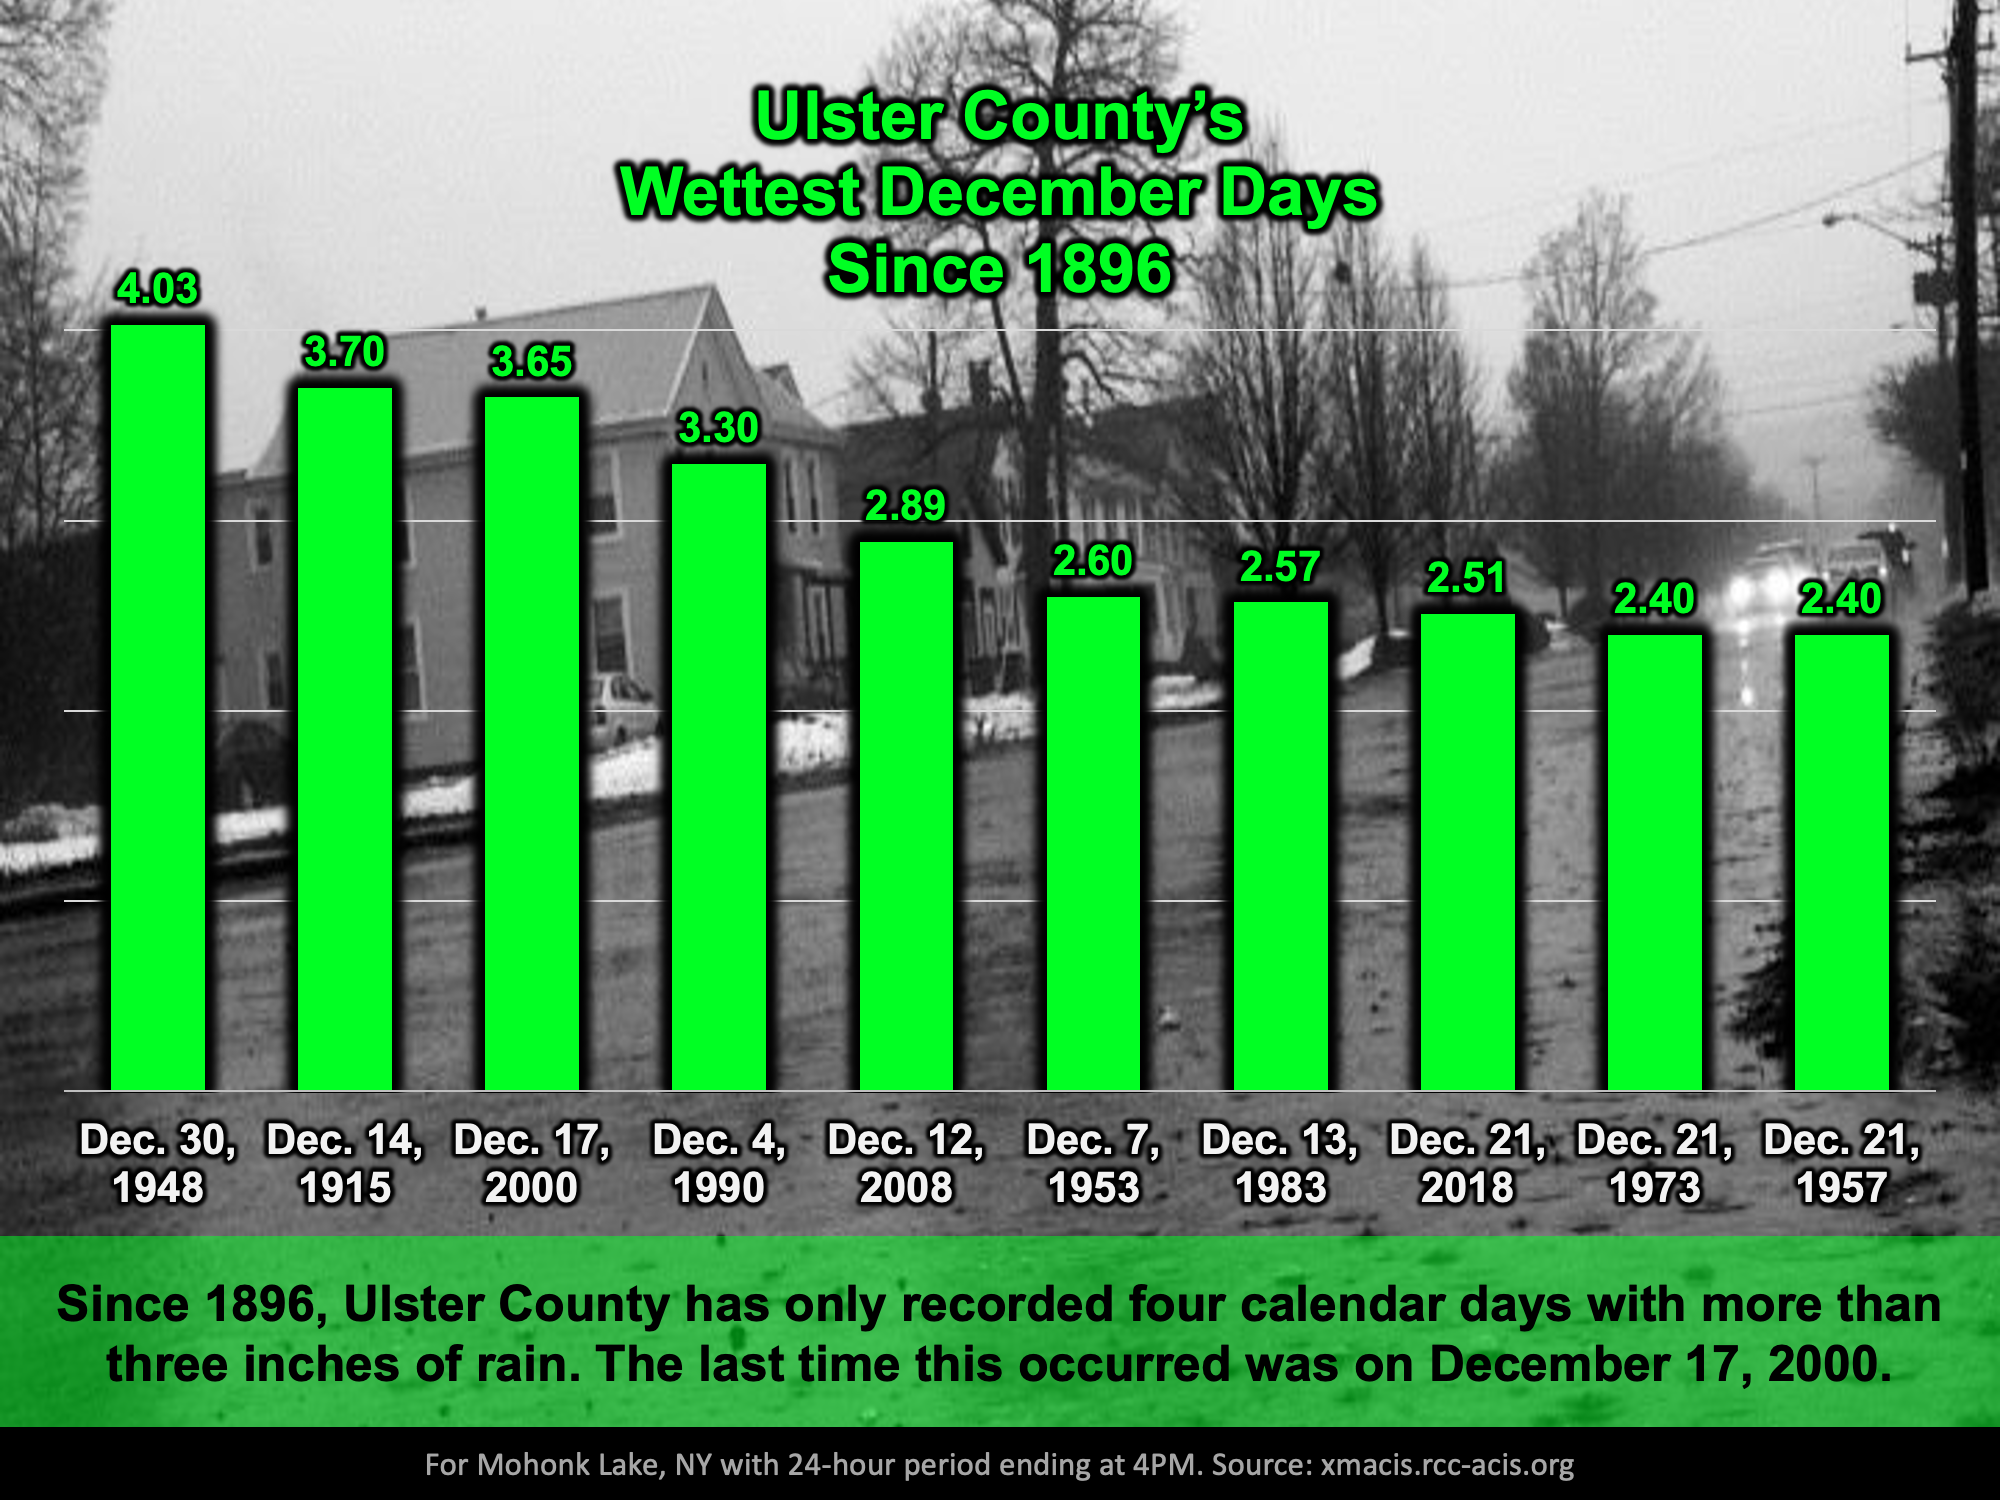 Ulster County’s
Wettest December Days
Since 1896
4.03
3.70
3.65
3.30
2.89
2.60
2.57
2.51
2.40
2.40
Dec. 30,
1948
Dec. 14,
1915
Dec. 17,
2000
Dec. 4,
1990
Dec. 12,
2008
Dec. 7,
1953
Dec. 13,
1983
Dec. 21,
2018
Dec. 21,
1973
Dec. 21,
1957
Since 1896, Ulster County has only recorded four calendar days with more than
three inches of rain. The last time this occurred was on December 17, 2000.
For Mohonk Lake, NY with 24-hour period ending at 4PM. Source: xmacis.rcc-acis.org